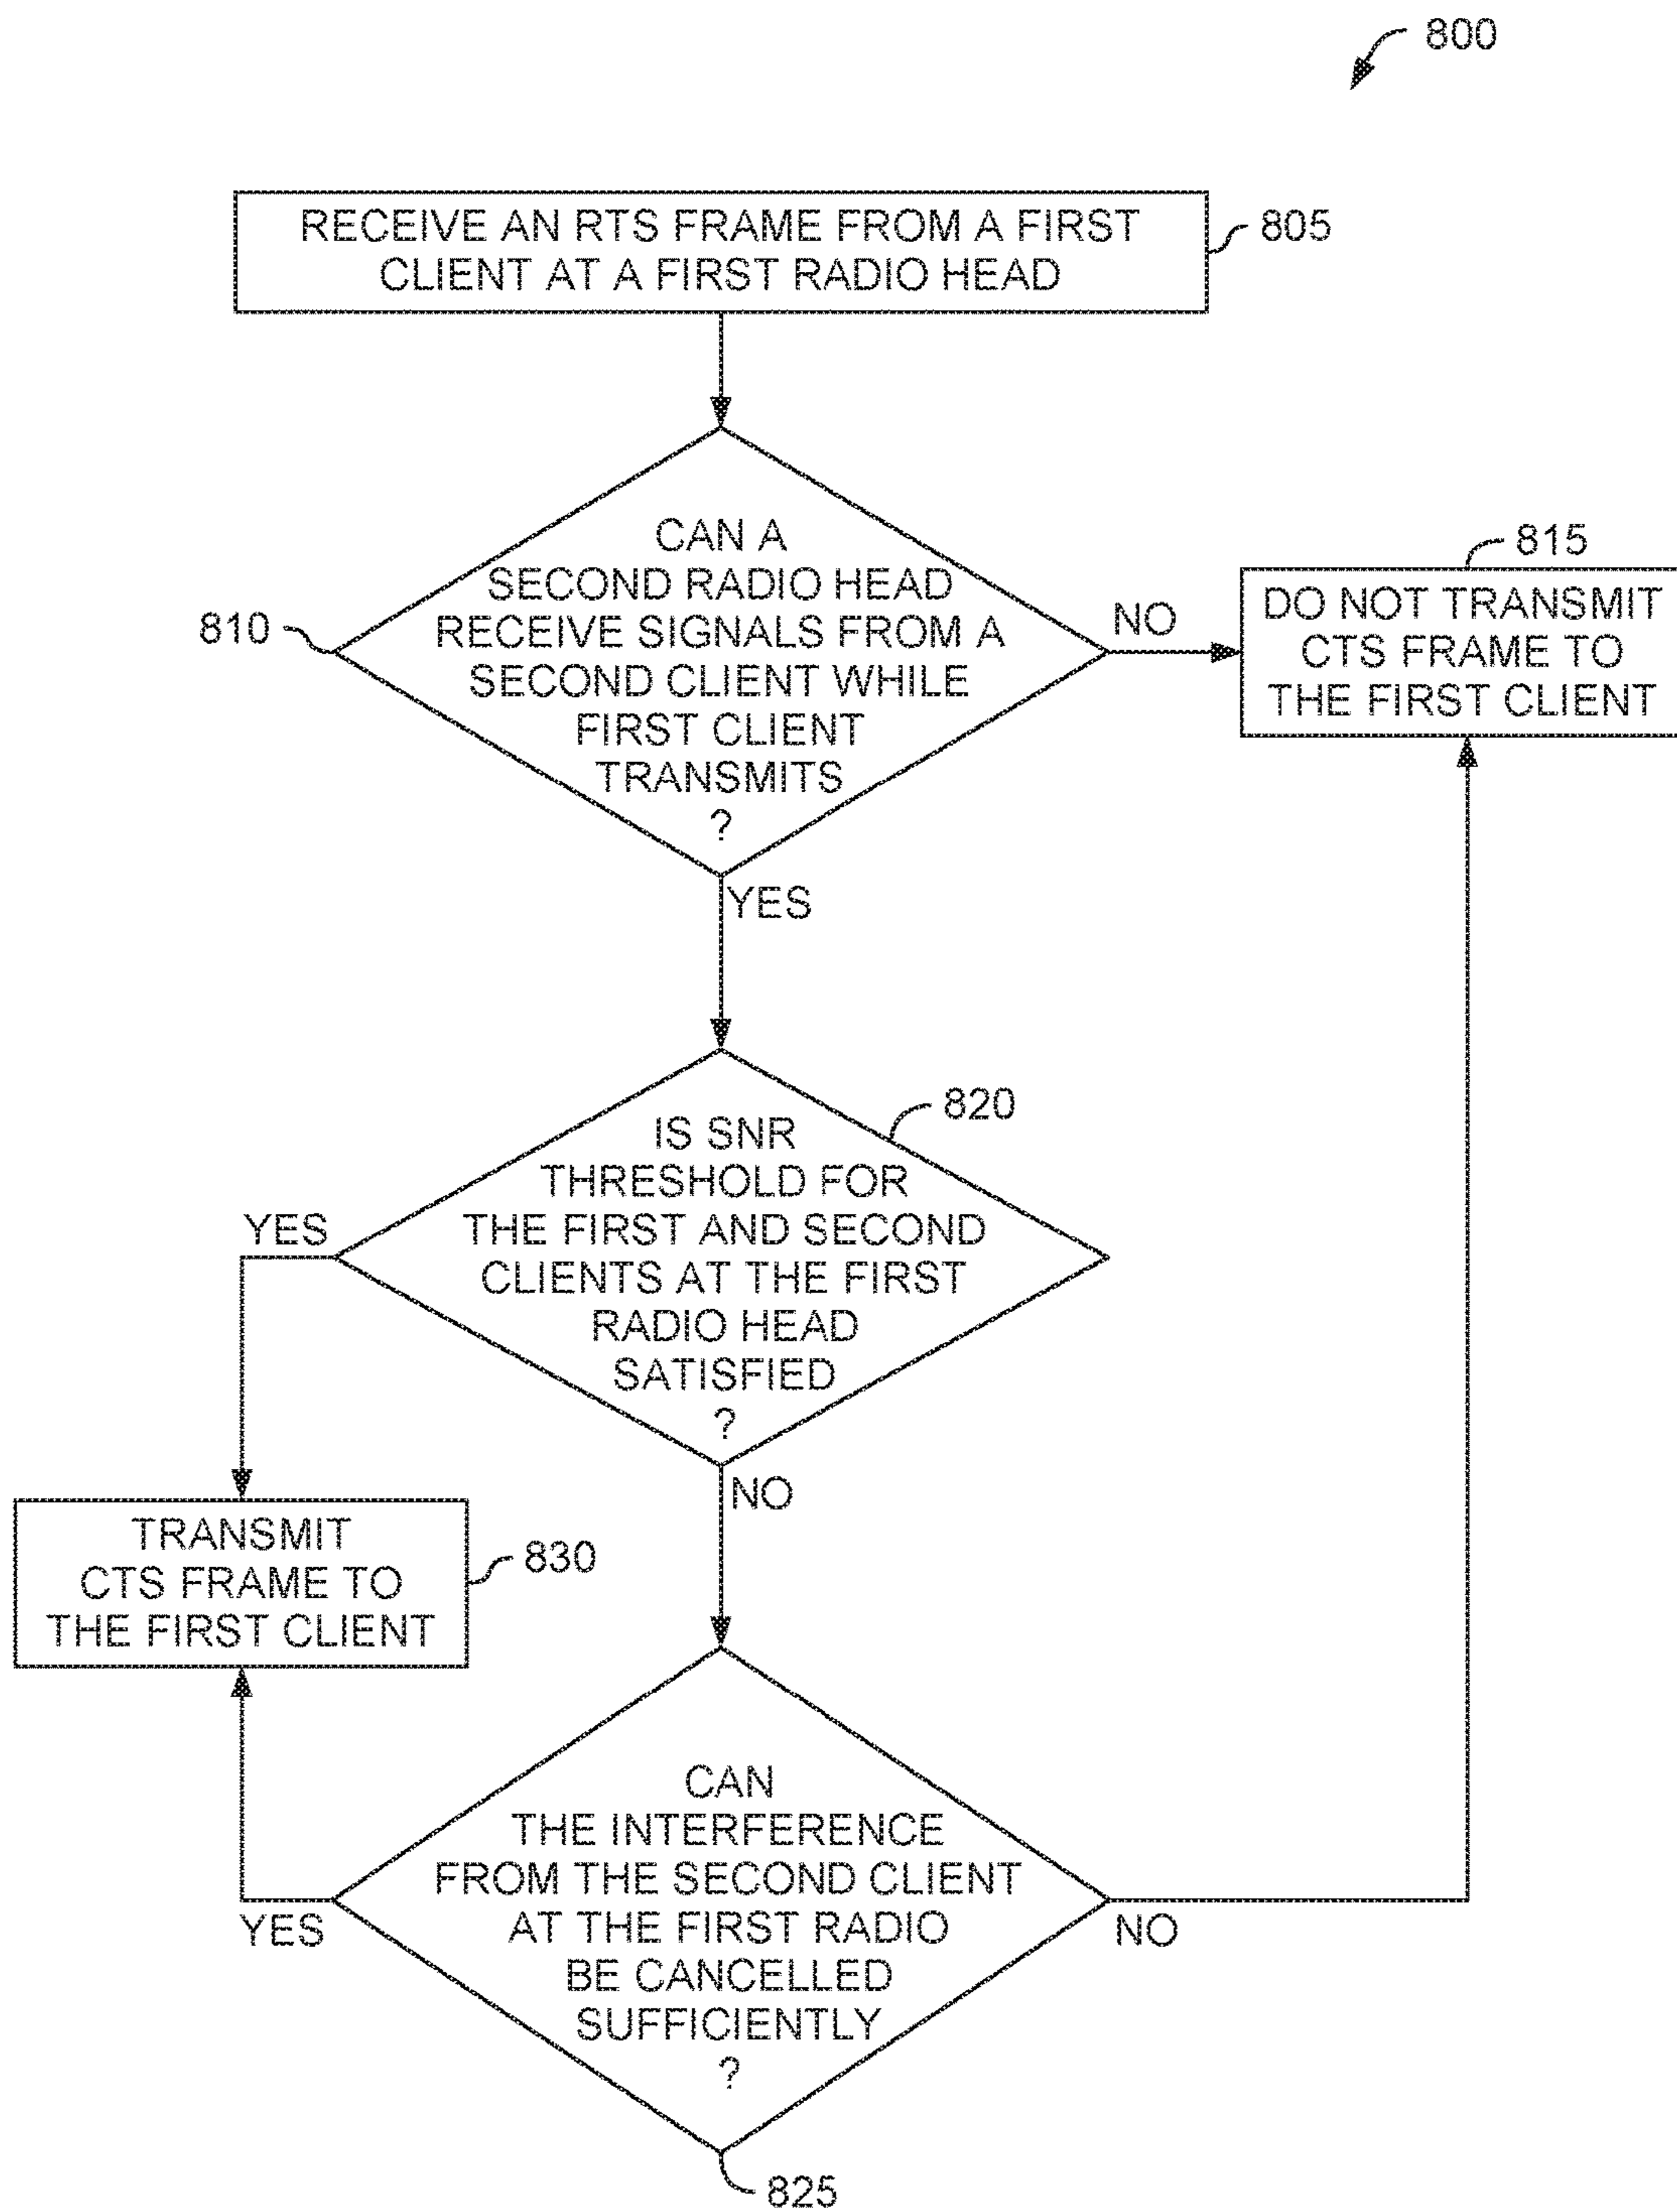 800
RECEIVE AN RTS FRAME FROM A FIRST
CLIENT AT A FIRST RADIO HEAD
805
CAN A
SECOND RADIO HEAD
RECEIVE SIGNALS FROM A
SECOND CLIENT WHILE
FIRST CLIENT
TRANSMITS
?
810
NO
815
DO NOT TRANSMIT
CTS FRAME TO
THE FIRST CLIENT
YES
820
IS SNR
THRESHOLD FOR
THE FIRST AND SECOND
CLIENTS AT THE FIRST
RADIO HEAD
SATISFIED
?
YES
NO
TRANSMIT
CTS FRAME TO
THE FIRST CLIENT
830
CAN
THE INTERFERENCE
FROM THE SECOND CLIENT
AT THE FIRST RADIO
BE CANCELLED
SUFFICIENTLY
?
YES
NO
825